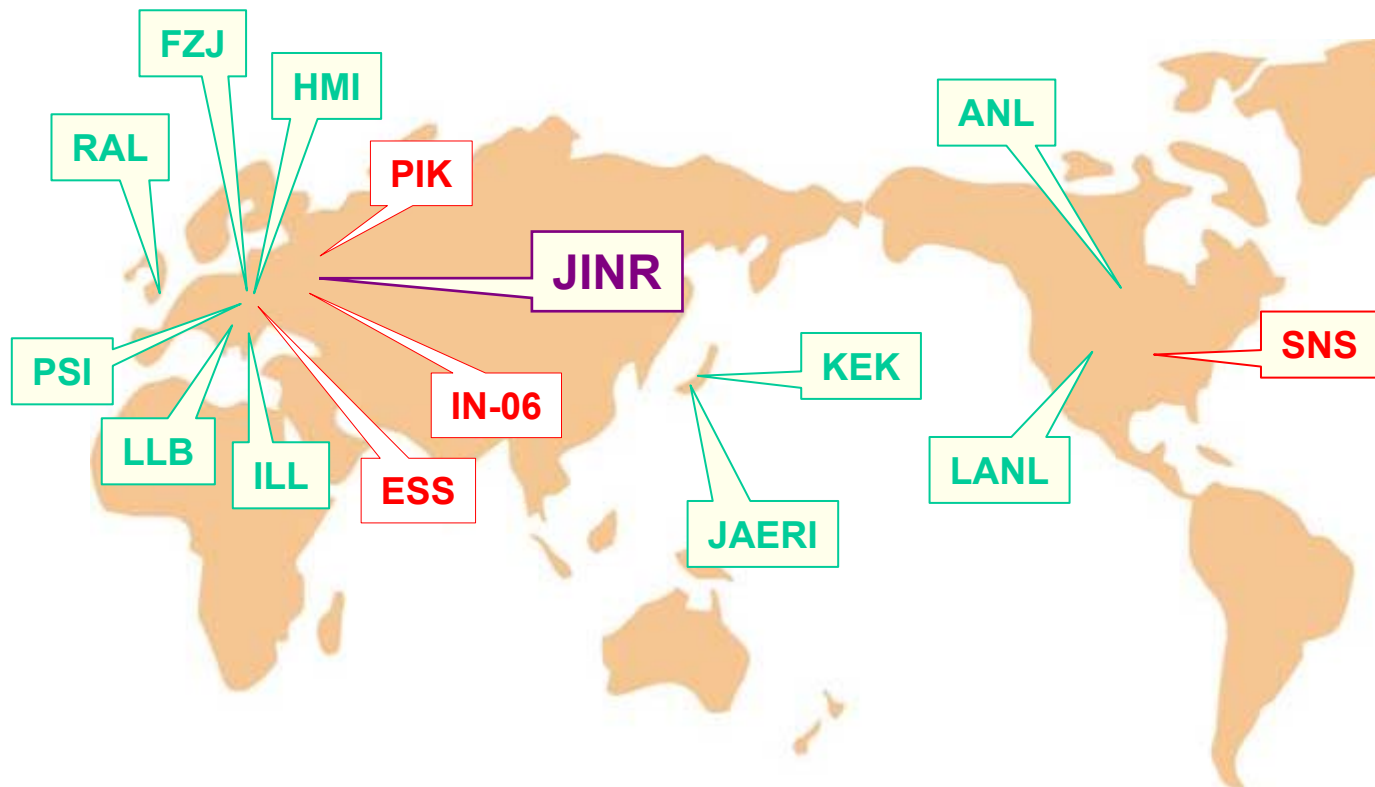 FZJ
HMI
ANL
RAL
PIK
JINR
SNS
PSI
KEK
IN-06
LLB
ILL
ESS
LANL
JAERI